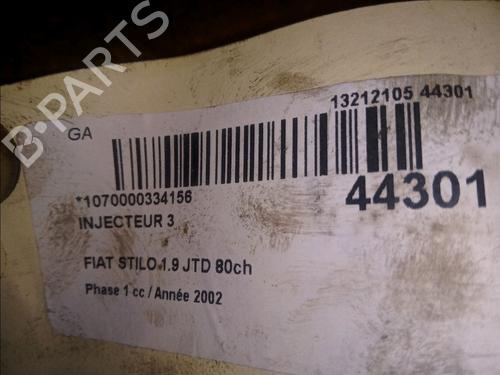 B-PARTS
GA
13212105 44301
*1070000334156
44301
INJECTEUR 3
FIAT STILO 1.9 JTD 80ch
Phase 1 cc / Année 2002